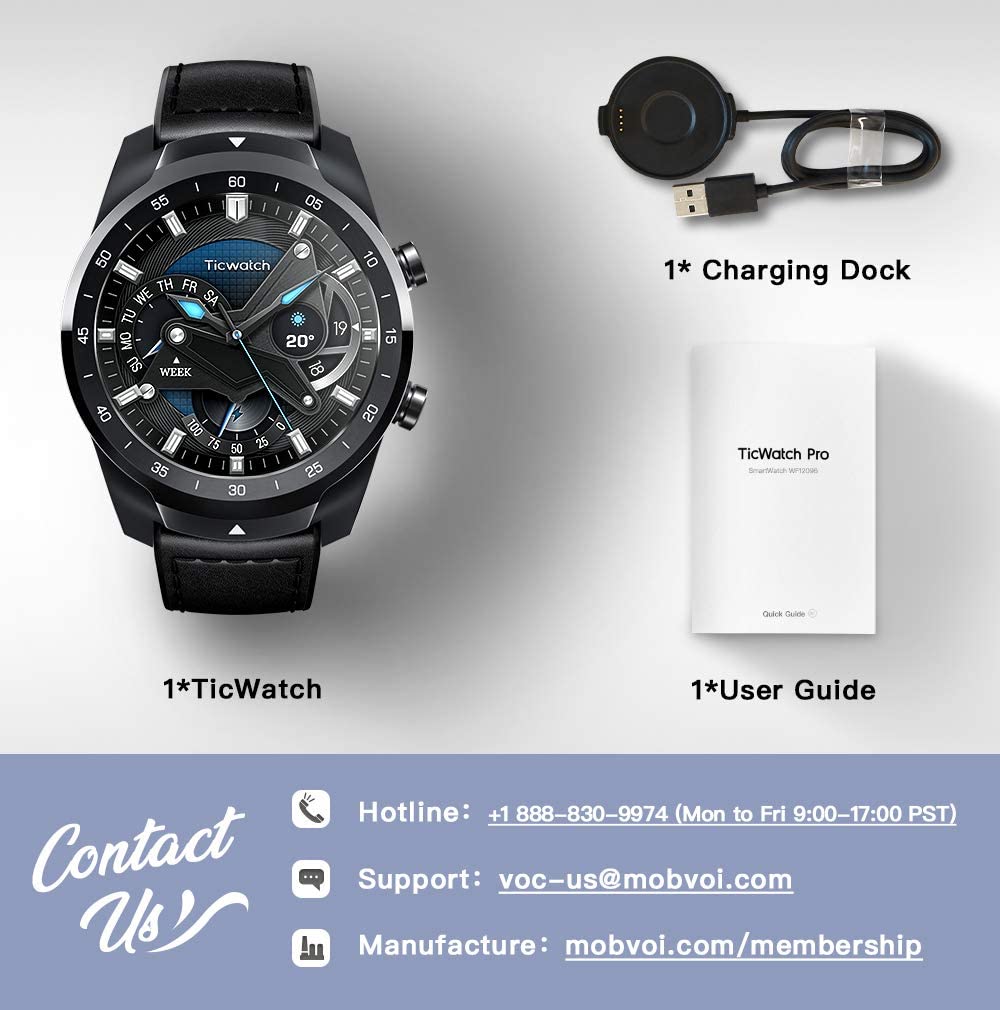 60
05
10
15
20
25
30
35
40
45
50
55
Ticwatch
SU MO TU WE TH FR SA
WEEK
20°
19
18
100 75 50 25 0
1* Charging Dock
TicWatch Pro
SmartWatch WF12096
Quick Guide
1*TicWatch
1*User Guide
Contact
Us
Hotline: +1 888-830-9974 (Mon to Fri 9:00-17:00 PST)
Support: voc-us@mobvoi.com
Manufacture: mobvoi.com/membership